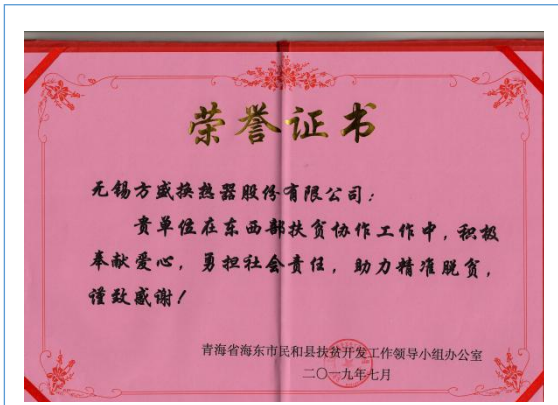 荣誉证书
无锡方盛换热器股份有限公司：
贵单位在东西部扶贫协作工作中，积极
奉献爱心，勇担社会责任，助力精准脱贫，
谨致感谢！
青海省海东市民和县扶贫开发工作领导小组办公室
二〇一九年七月